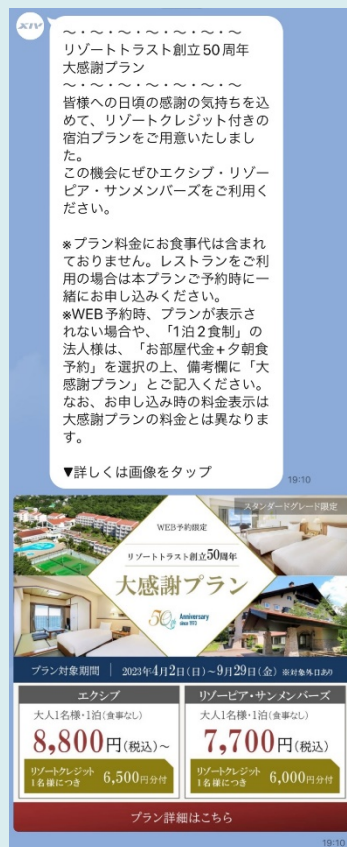 XIV
～・～・～・～・～・～・～
リゾートトラスト創立50周年
大感謝プラン
～・～・～・～・～・～・～
皆様への日頃の感謝の気持ちを込
めて、リゾートクレジット付きの
宿泊プランをご用意いたしまし
た。
この機会にぜひエクシブ・リゾー
ピア・サンメンバーズをご利用く
ださい。
※プラン料金にお食事代は含まれ
ておりません。レストランをご利
用の場合は本プランご予約時に一
緒にお申し込みください。
※WEB予約時、プランが表示さ
れない場合や、「1泊2食制」の
法人様は、「お部屋代金+夕朝食
予約」を選択の上、備考欄に「大
感謝プラン」とご記入ください。
なお、お申し込み時の料金表示は
大感謝プランの料金とは異なりま
す。
▼詳しくは画像をタップ
19:10
スタンダードグレード限定
WEB予約限定
リゾートトラスト創立50周年
大感謝プラン
50th Anniversary
since 1973
プラン対象期間 | 2023年4月2日(日)～9月29日(金) ※対象外日あり
エクシブ
大人1名様・1泊(食事なし)
8,800円(税込)～
リゾートクレジット
1名様につき 6,500円分付
リゾーピア・サンメンバーズ
大人1名様・1泊(食事なし)
7,700円(税込)
リゾートクレジット
1名様につき 6,000円分付
プラン詳細はこちら
19:10